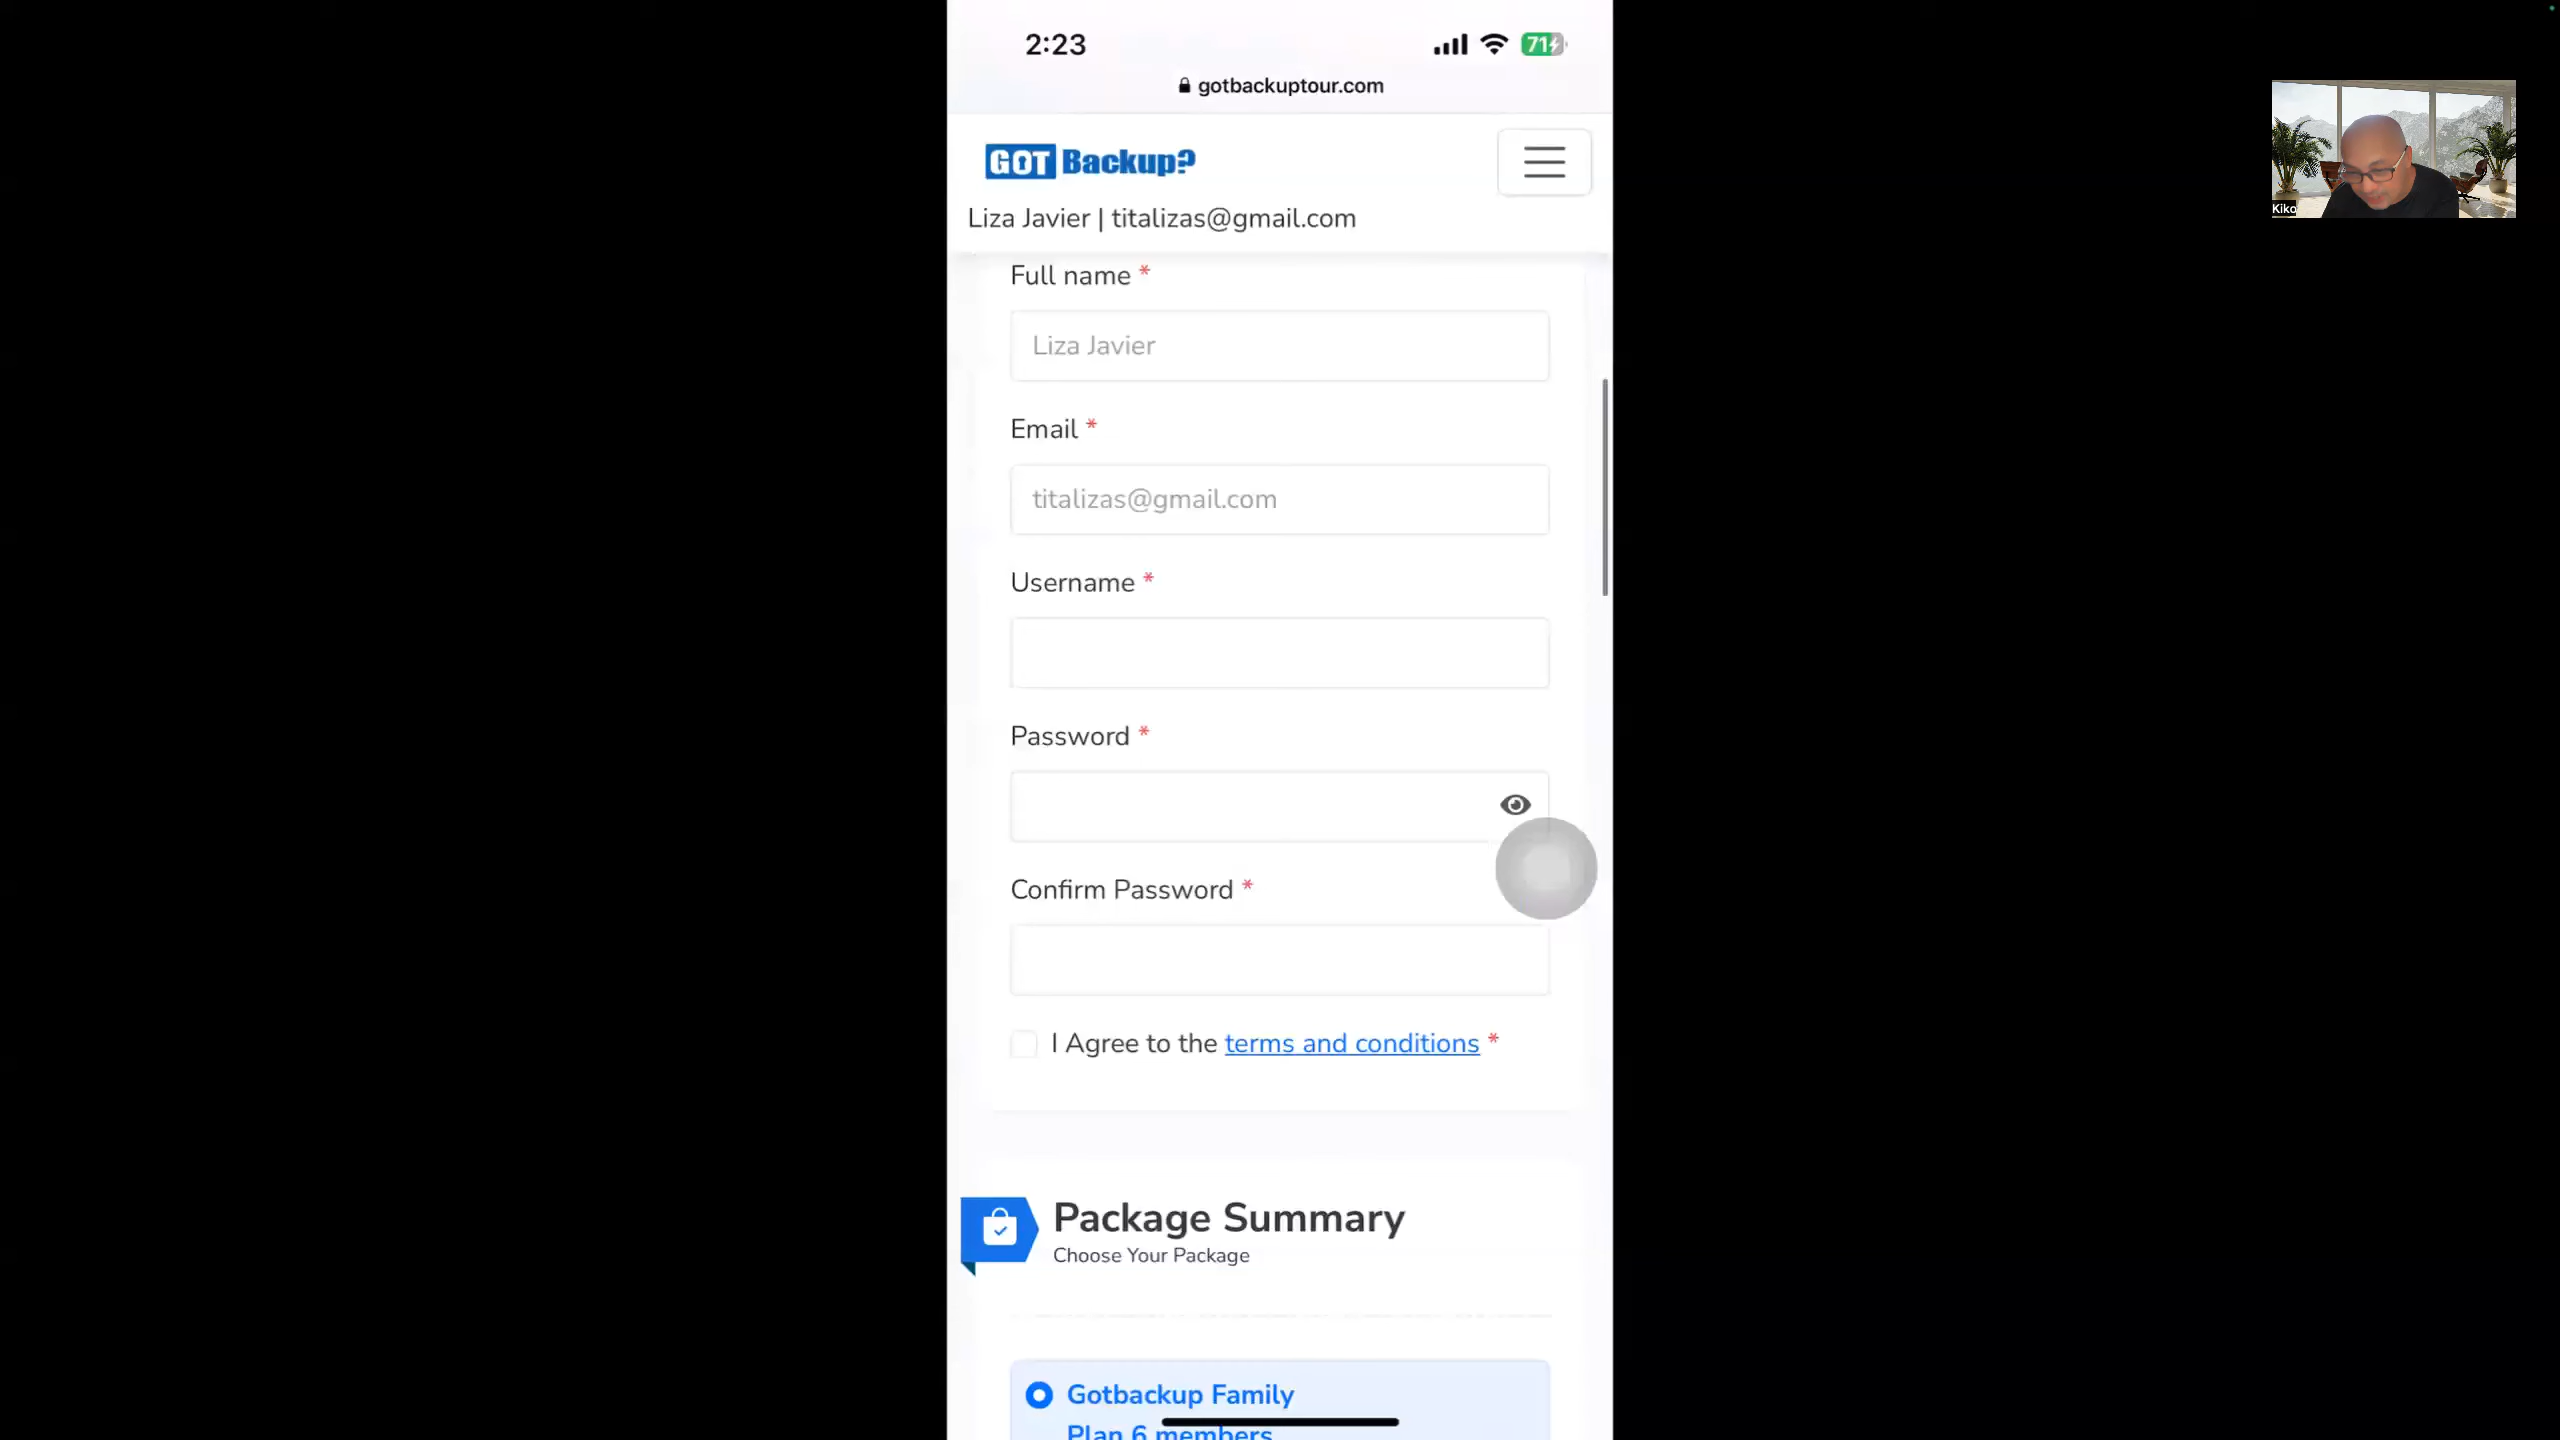 2:23
71
gotbackuptour.com
GOT Backup?
Liza Javier | titalizas@gmail.com
Full name *
Liza Javier
Email *
titalizas@gmail.com
Username *
Password *
Confirm Password *
I Agree to the terms and conditions *
Package Summary
Choose Your Package
Gotbackup Family
Plan 6 members
Kiko